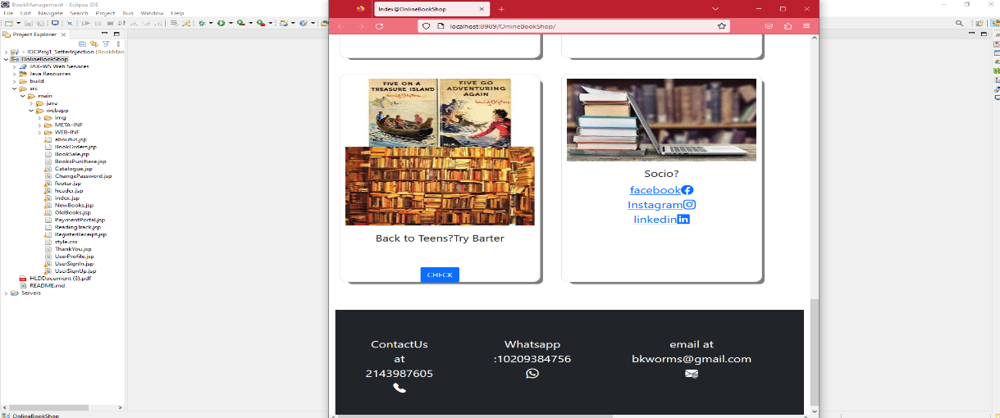 BookManagement - Eclipse IDE
File Edit Navigate Search Project Run Window Help
Project Explorer
> IOCProj1_SetterInjection [BookMan
OnlineBookShop
JAX-WS Web Services
Java Resources
build
src
main
java
webapp
img
META-INF
WEB-INF
aboutus.jsp
BookOrders.jsp
BookSale.jsp
BooksPurchase.jsp
Catalogue.jsp
ChangePassword.jsp
footer.jsp
header.jsp
index.jsp
NewBooks.jsp
OldBooks.jsp
PaymentPortal.jsp
ReadingTrack.jsp
RegisterReceipt.jsp
style.css
ThankYou.jsp
UserProfile.jsp
UserSignIn.jsp
UserSignUp.jsp
HLDDocument (3).pdf
README.md
Servers
OnlineBookShop
Index@OnlineBookShop
localhost:8989/OnlineBookShop/
FIVE ON A
TREASURE ISLAND
Enid Blyton
FIVE GO
ADVENTURING
AGAIN
Enid Blyton
Back to Teens?Try Barter
CHECK
Socio?
facebook
Instagram
linkedin
ContactUs
at
2143987605
Whatsapp
:10209384756
email at
bkworms@gmail.com